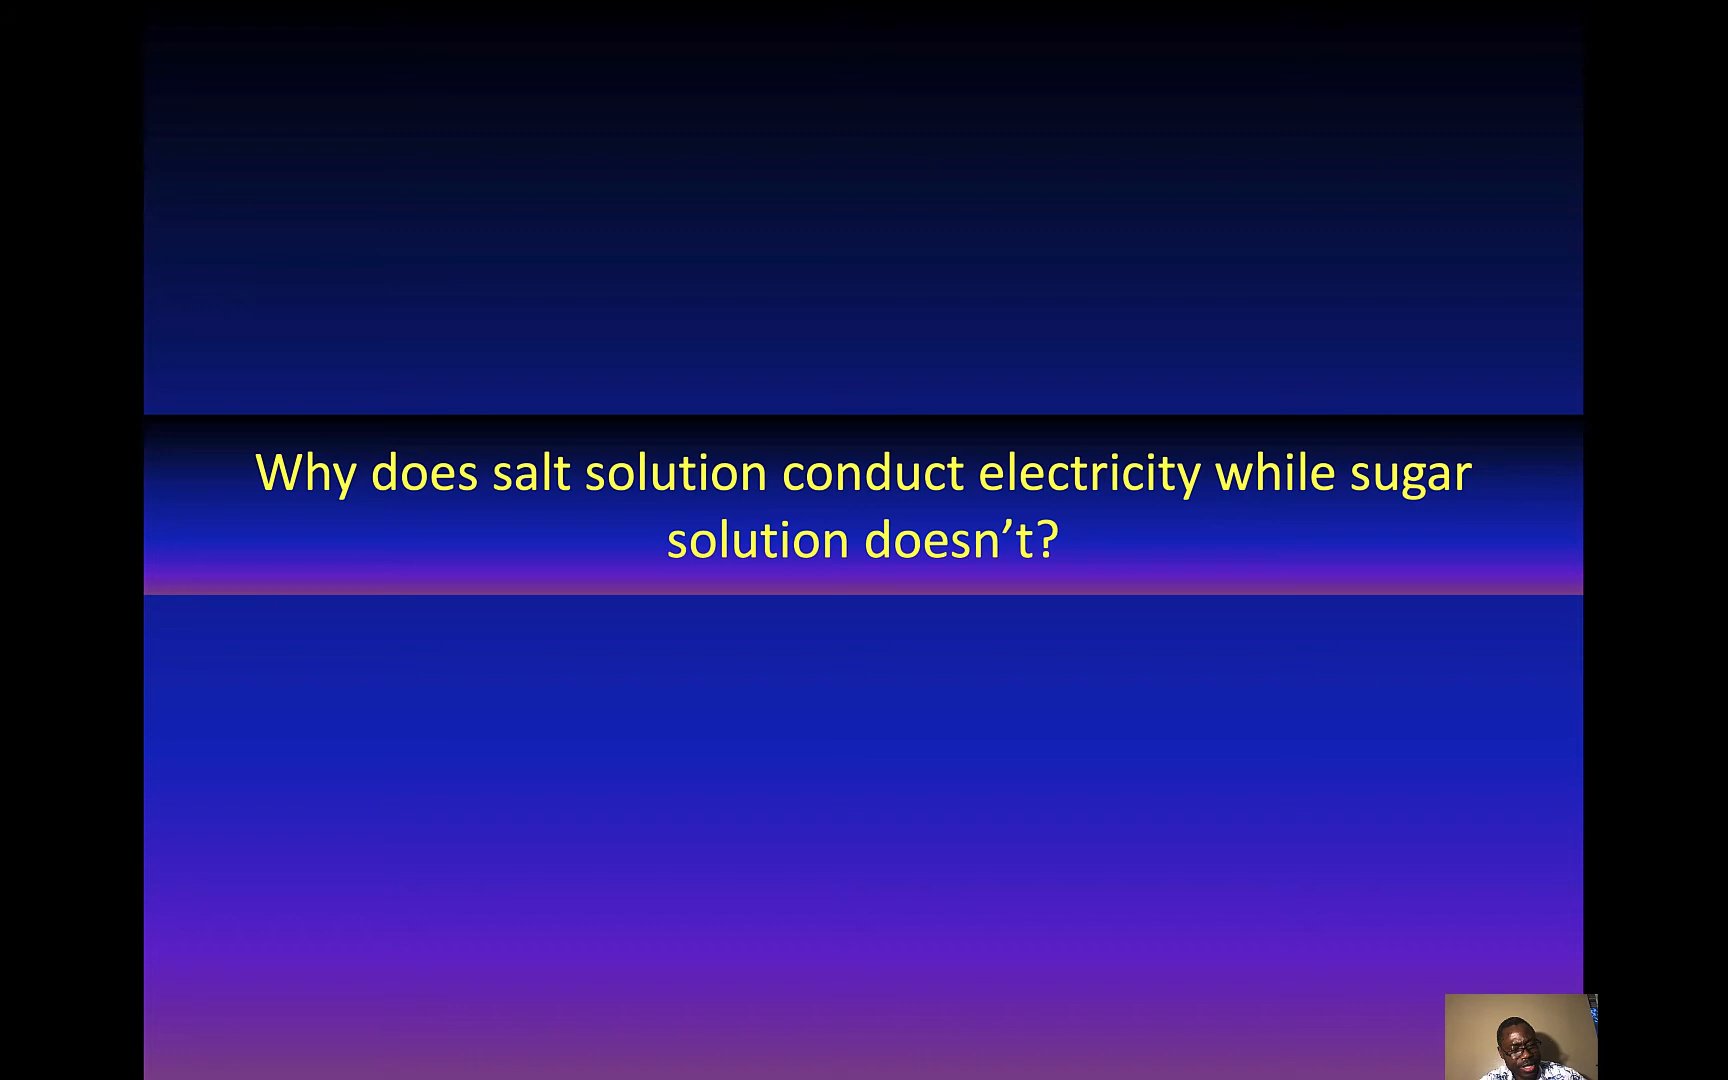 Why does salt solution conduct electricity while sugar
solution doesn’t?